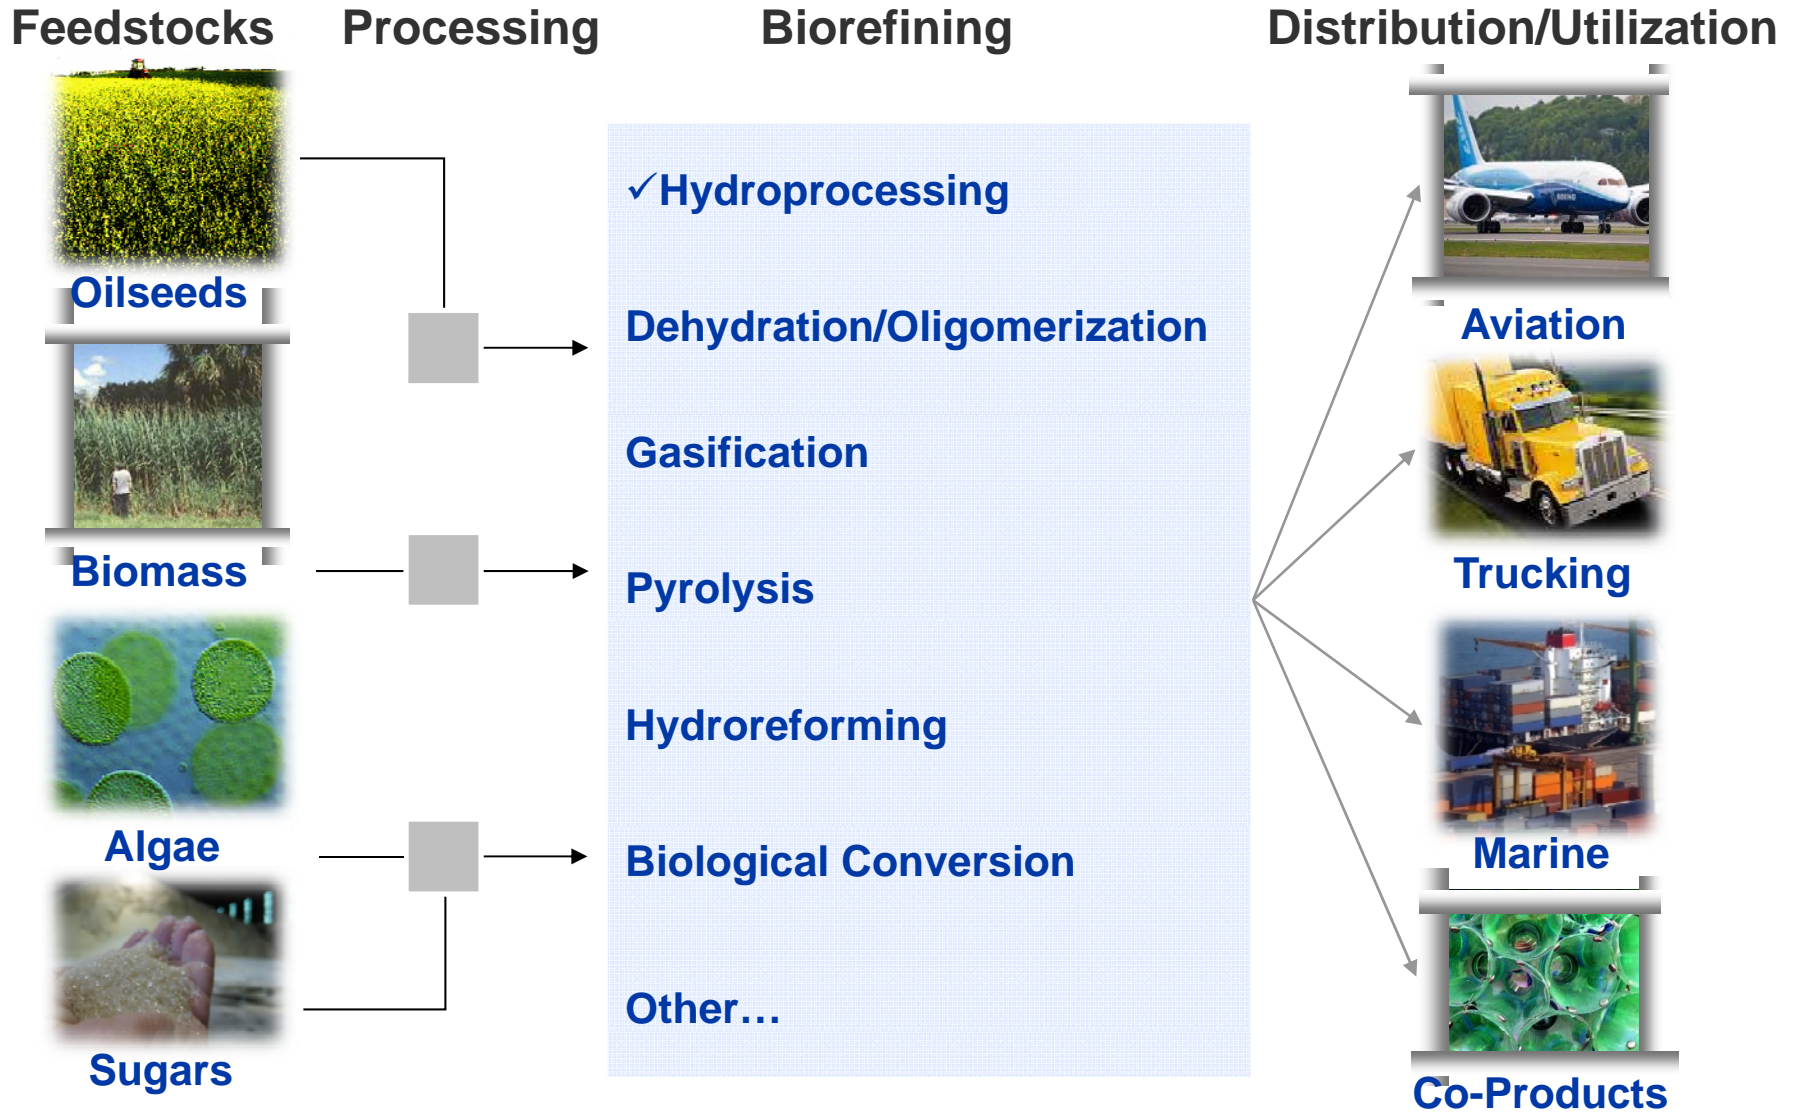 Feedstocks
Processing
Biorefining
Distribution/Utilization
Oilseeds
Biomass
Algae
Sugars
✓Hydroprocessing
Dehydration/Oligomerization
Gasification
Pyrolysis
Hydroreforming
Biological Conversion
Other…
BOEING
Aviation
Trucking
Marine
Co-Products